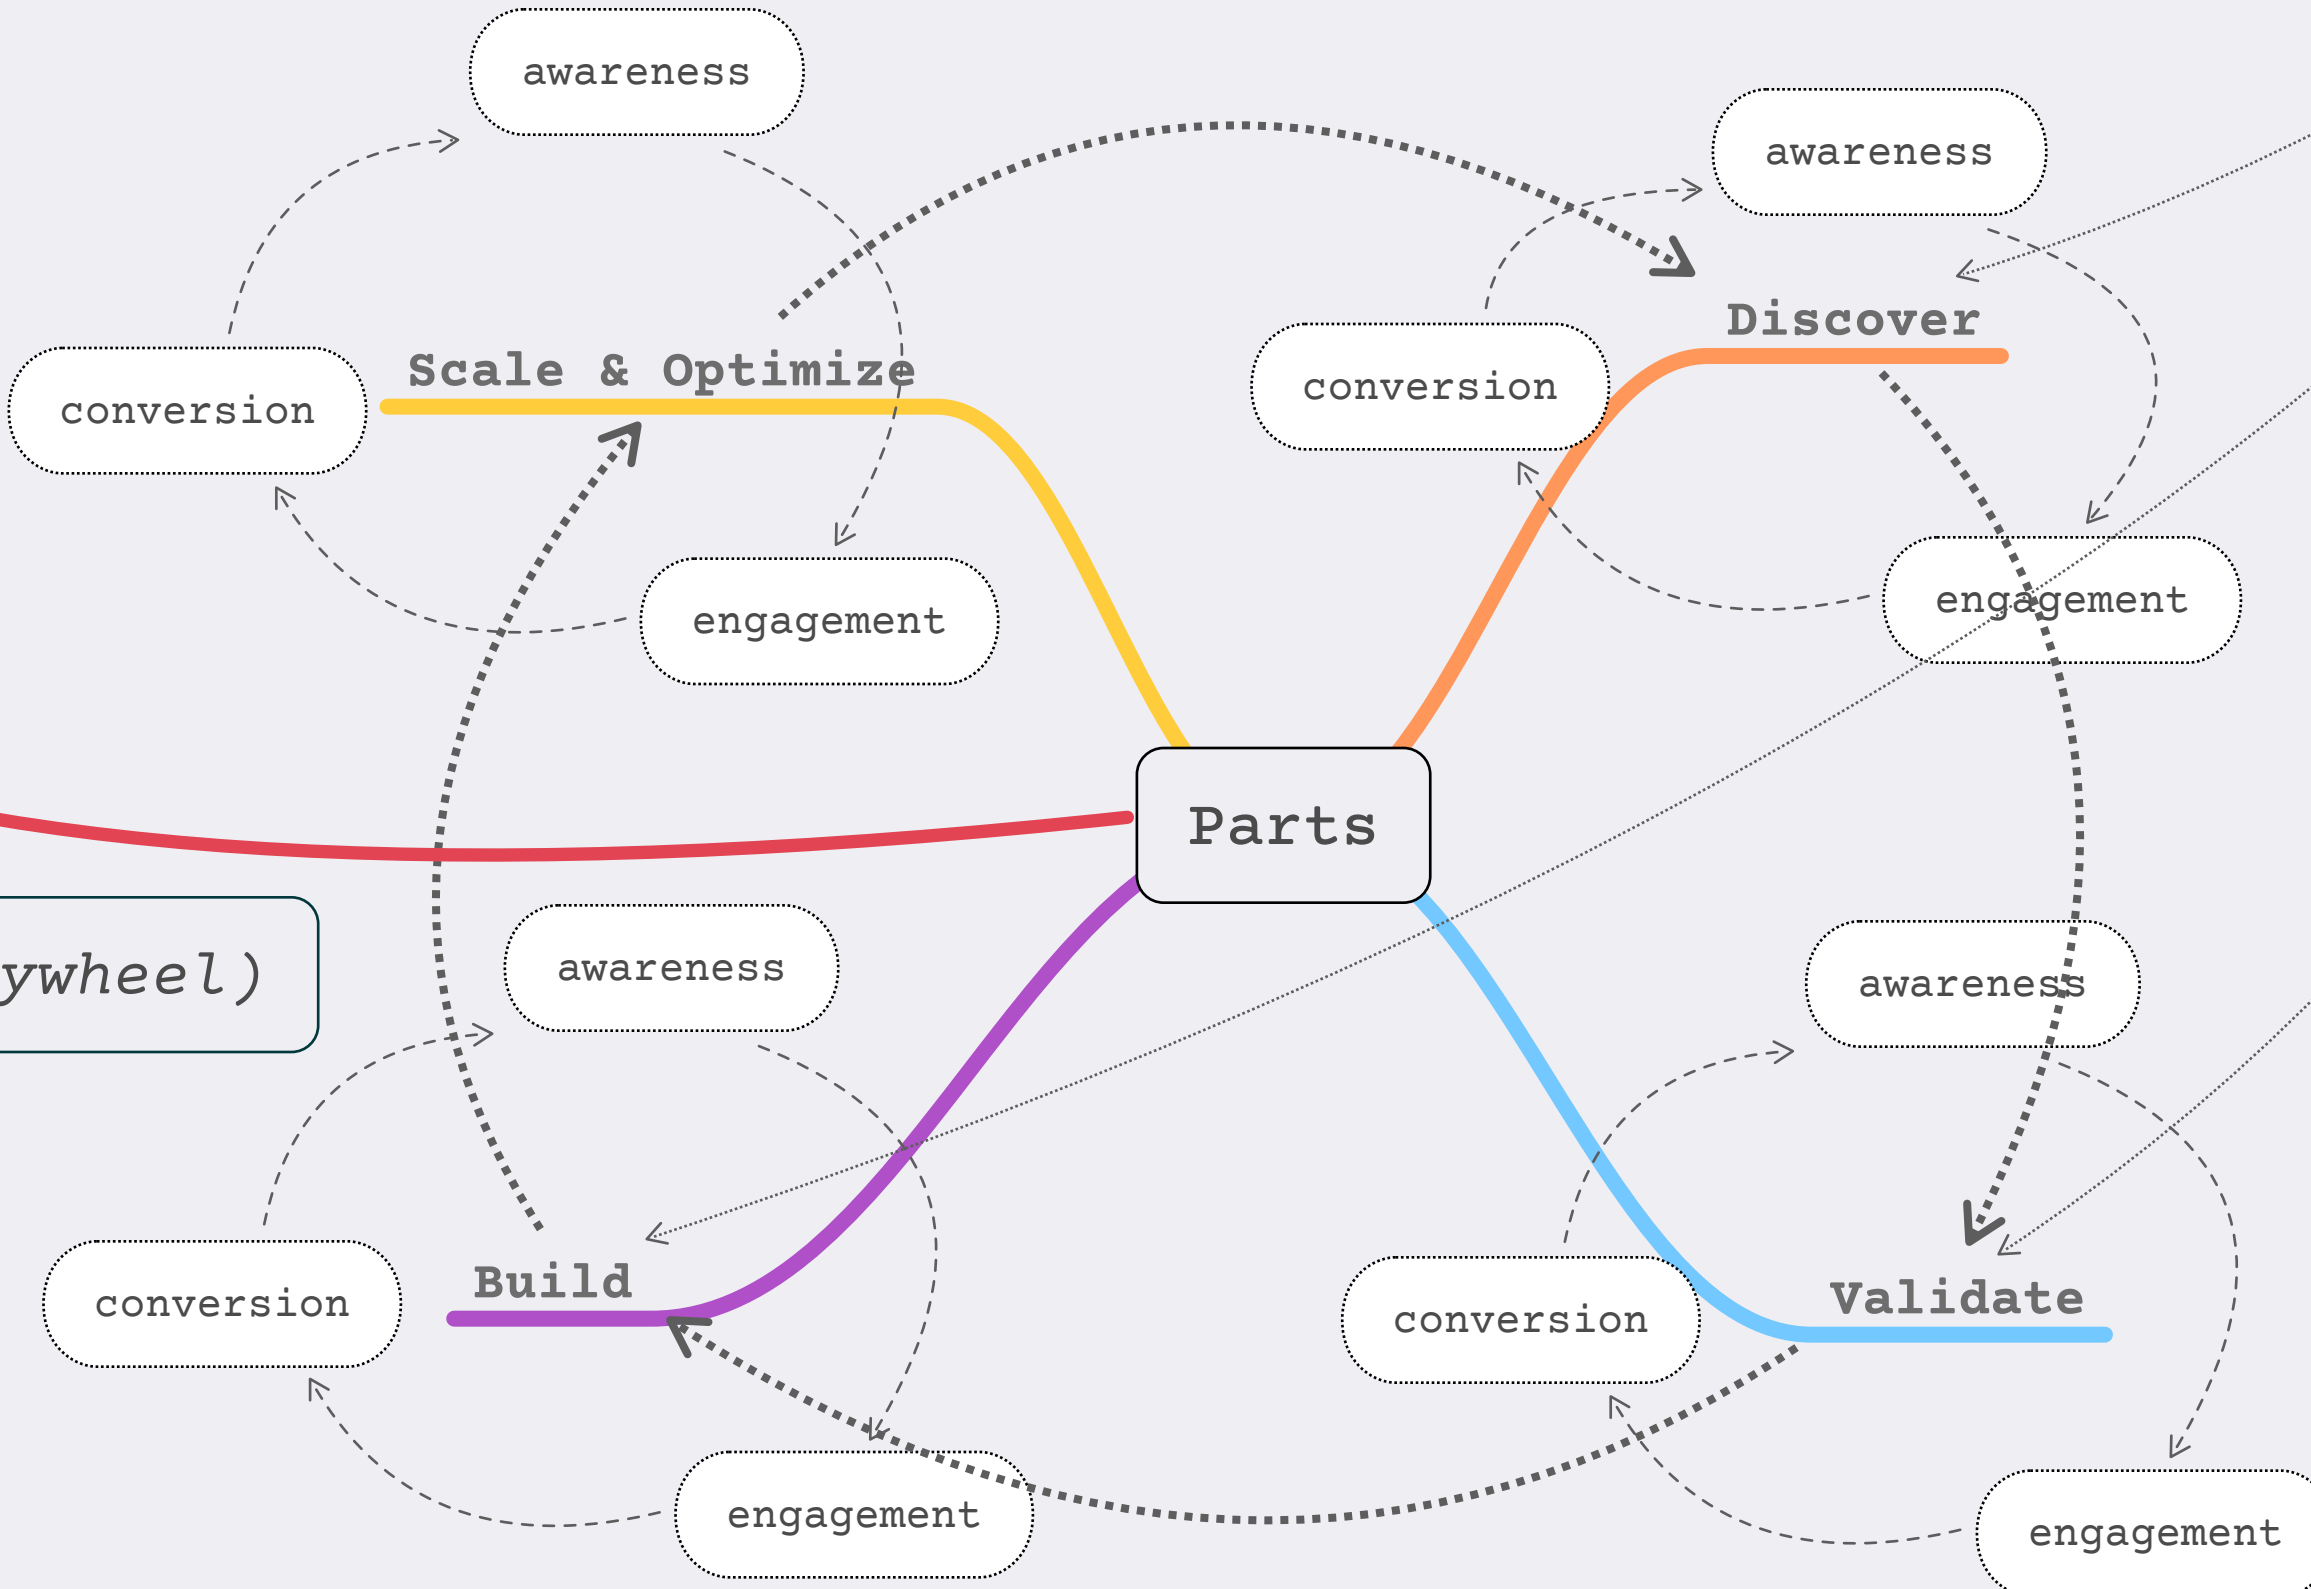 awareness
awareness
Discover
Scale & Optimize
conversion
conversion
engagement
engagement
Parts
ywheel)
awareness
awareness
Build
Validate
conversion
conversion
engagement
engagement